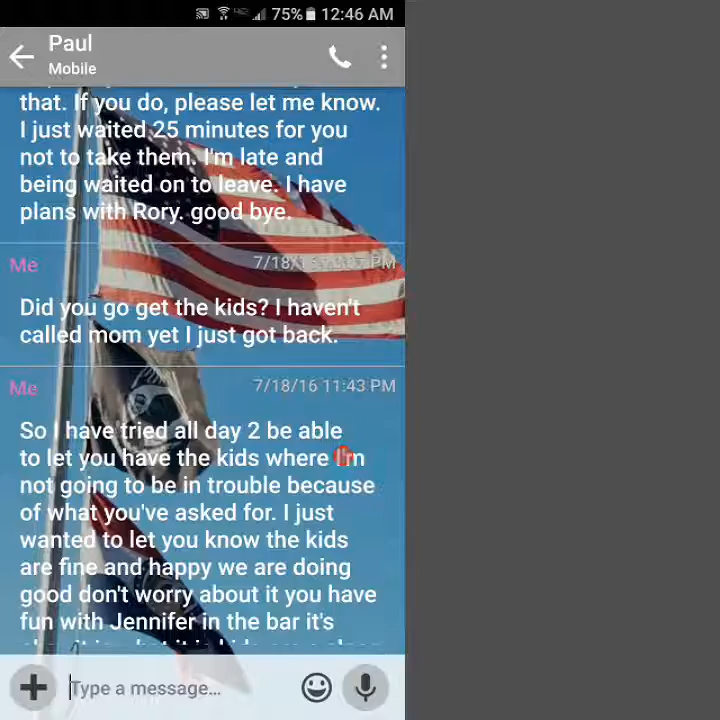 75% 12:46 AM
Paul
Mobile
that. If you do, please let me know.
I just waited 25 minutes for you
not to take them. I'm late and
being waited on to leave. I have
plans with Rory. good bye.
Me
7/18/16 PM
Did you go get the kids? I haven't
called mom yet I just got back.
Me
7/18/16 11:43 PM
So I have tried all day 2 be able
to let you have the kids where I'm
not going to be in trouble because
of what you've asked for. I just
wanted to let you know the kids
are fine and happy we are doing
good don't worry about it you have
fun with Jennifer in the bar it's
Type a message...